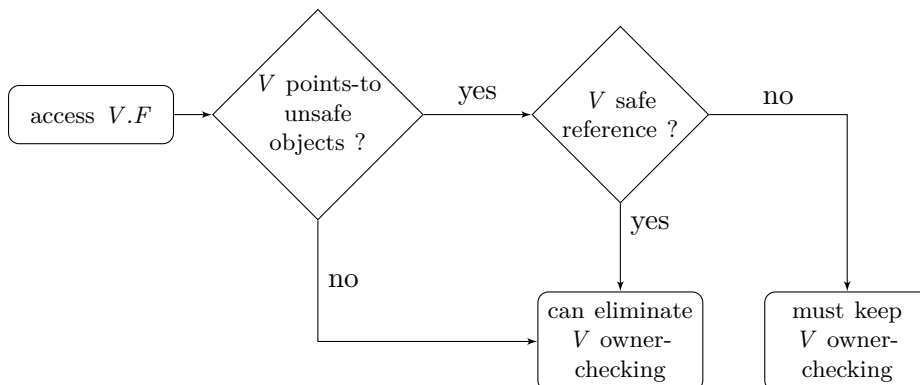 access V.F
V points-to
unsafe
objects ?
yes
V safe
reference ?
no
yes
no
can eliminate
V owner-
checking
must keep
V owner-
checking